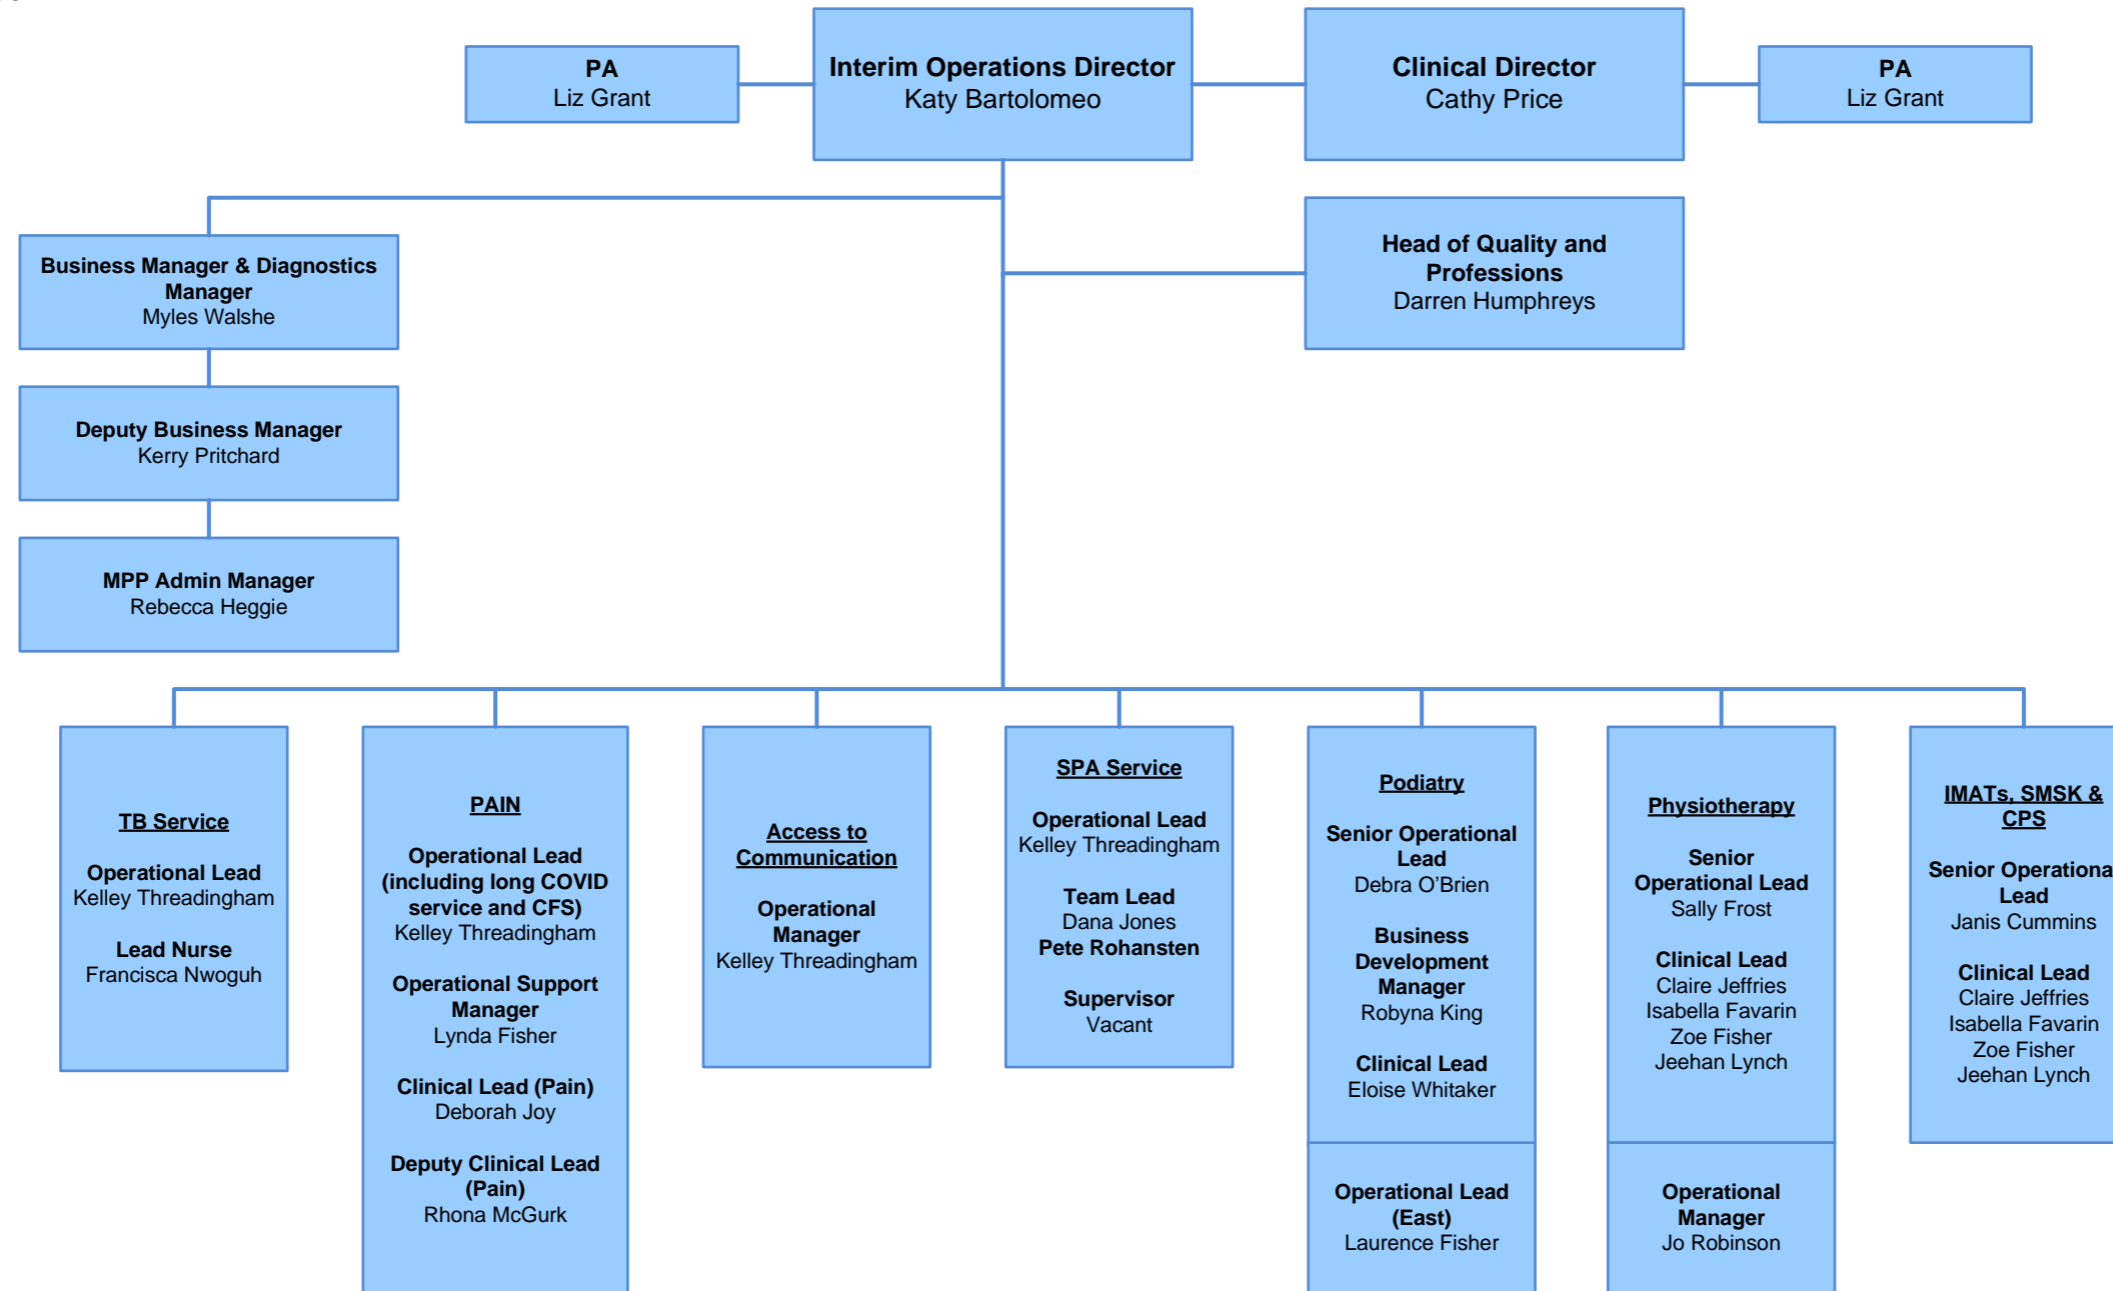 PA
Liz Grant
Interim Operations Director
Katy Bartolomeo
Clinical Director
Cathy Price
PA
Liz Grant
Head of Quality and
Professions
Darren Humphreys
Business Manager & Diagnostics
Manager
Myles Walshe
Deputy Business Manager
Kerry Pritchard
MPP Admin Manager
Rebecca Heggie
TB Service
Operational Lead
Kelley Threadingham
Lead Nurse
Francisca Nwoguh
PAIN
Operational Lead
(including long COVID
service and CFS)
Kelley Threadingham
Operational Support
Manager
Lynda Fisher
Clinical Lead (Pain)
Deborah Joy
Deputy Clinical Lead
(Pain)
Rhona McGurk
Access to
Communication
Operational
Manager
Kelley Threadingham
SPA Service
Operational Lead
Kelley Threadingham
Team Lead
Dana Jones
Pete Rohansten
Supervisor
Vacant
Podiatry
Senior Operational
Lead
Debra O’Brien
Business
Development
Manager
Robyna King
Clinical Lead
Eloise Whitaker
Operational Lead
(East)
Laurence Fisher
Physiotherapy
Senior
Operational Lead
Sally Frost
Clinical Lead
Claire Jeffries
Isabella Favarin
Zoe Fisher
Jeehan Lynch
Operational
Manager
Jo Robinson
IMATs, SMSK &
CPS
Senior Operationa
Lead
Janis Cummins
Clinical Lead
Claire Jeffries
Isabella Favarin
Zoe Fisher
Jeehan Lynch